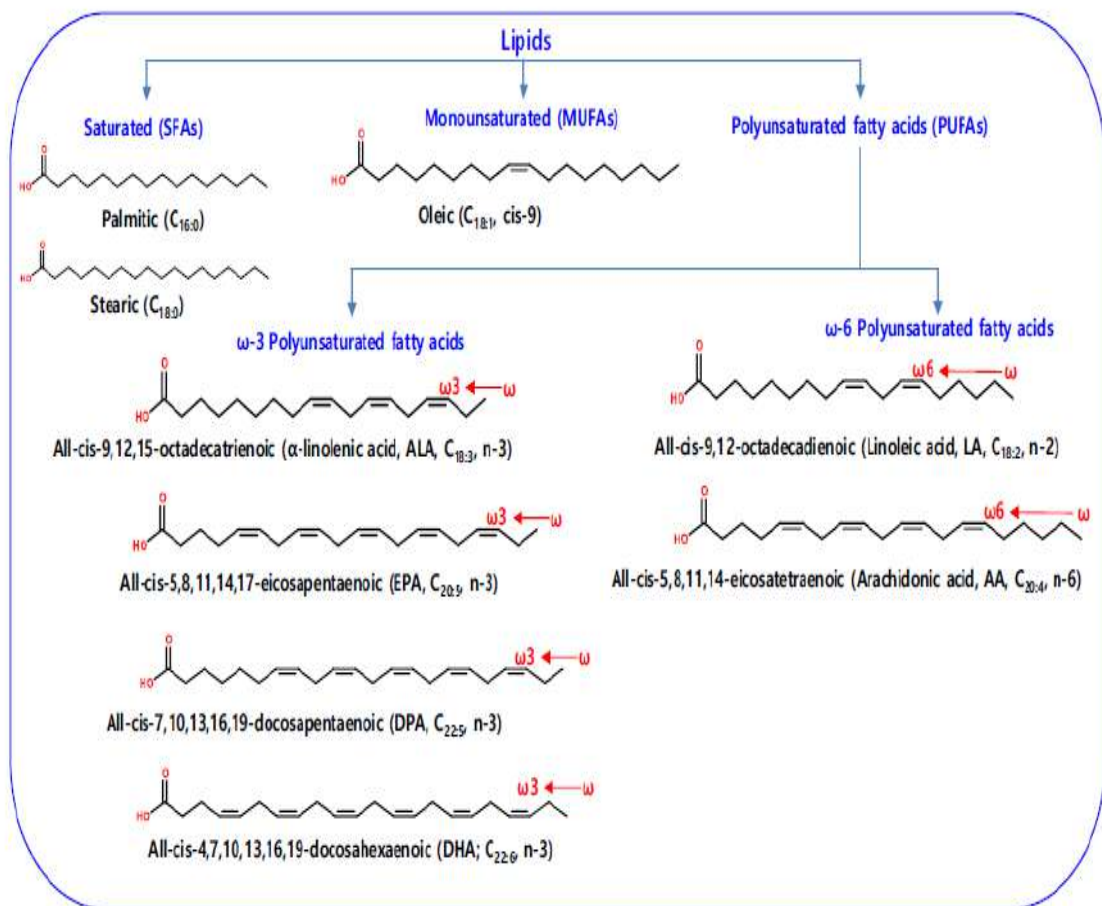 Lipids
Saturated (SFAs)
Monounsaturated (MUFAs)
Polyunsaturated fatty acids (PUFAs)
O
HO
Palmitic (C16:0)
O
HO
Oleic (C18:1, cis-9)
O
HO
Stearic (C18:0)
ω-3 Polyunsaturated fatty acids
ω-6 Polyunsaturated fatty acids
O
HO
ω3 ω
All-cis-9,12,15-octadecatrienoic (α-linolenic acid, ALA, C18:3, n-3)
O
HO
ω6 ω
All-cis-9,12-octadecadienoic (Linoleic acid, LA, C18:2, n-2)
O
HO
ω3 ω
All-cis-5,8,11,14,17-eicosapentaenoic (EPA, C20:5, n-3)
O
HO
ω6 ω
All-cis-5,8,11,14-eicosatetraenoic (Arachidonic acid, AA, C20:4, n-6)
O
HO
ω3 ω
All-cis-7,10,13,16,19-docosapentaenoic (DPA, C22:5, n-3)
O
HO
ω3 ω
All-cis-4,7,10,13,16,19-docosahexaenoic (DHA; C22:6, n-3)